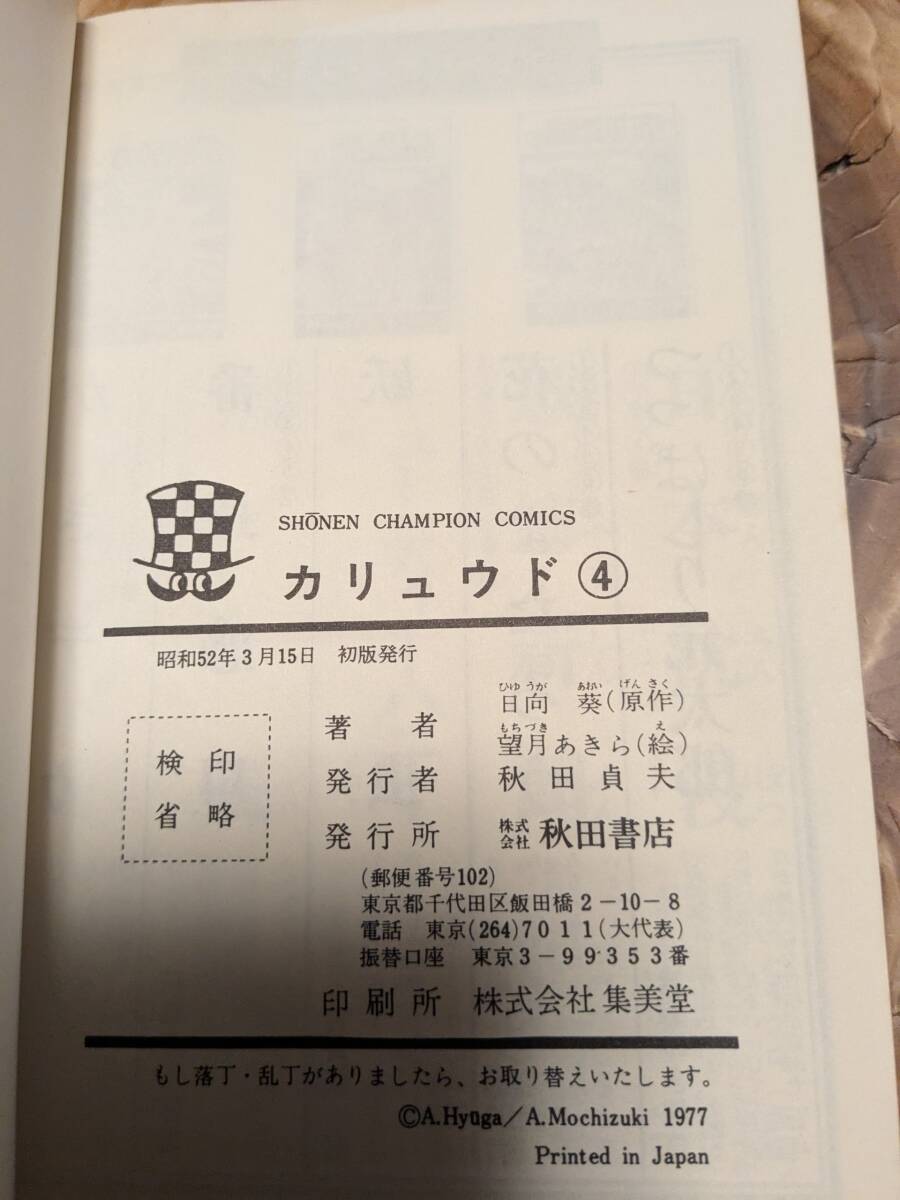 SHŌNEN CHAMPION COMICS
カリュウド④
昭和52年3月15日 初版発行
検印
省略
ひゆうが あおい げんさく
著者 日向 葵(原作)
もちづき え
望月あきら(絵)
発行者 秋田貞夫
発行所 株式会社 秋田書店
(郵便番号102)
東京都千代田区飯田橋2-10-8
電話 東京(264)7011(大代表)
振替口座 東京3-99353番
印刷所 株式会社 集美堂
もし落丁・乱丁がありましたら、お取り替えいたします。
©A.Hyūga/A.Mochizuki 1977
Printed in Japan